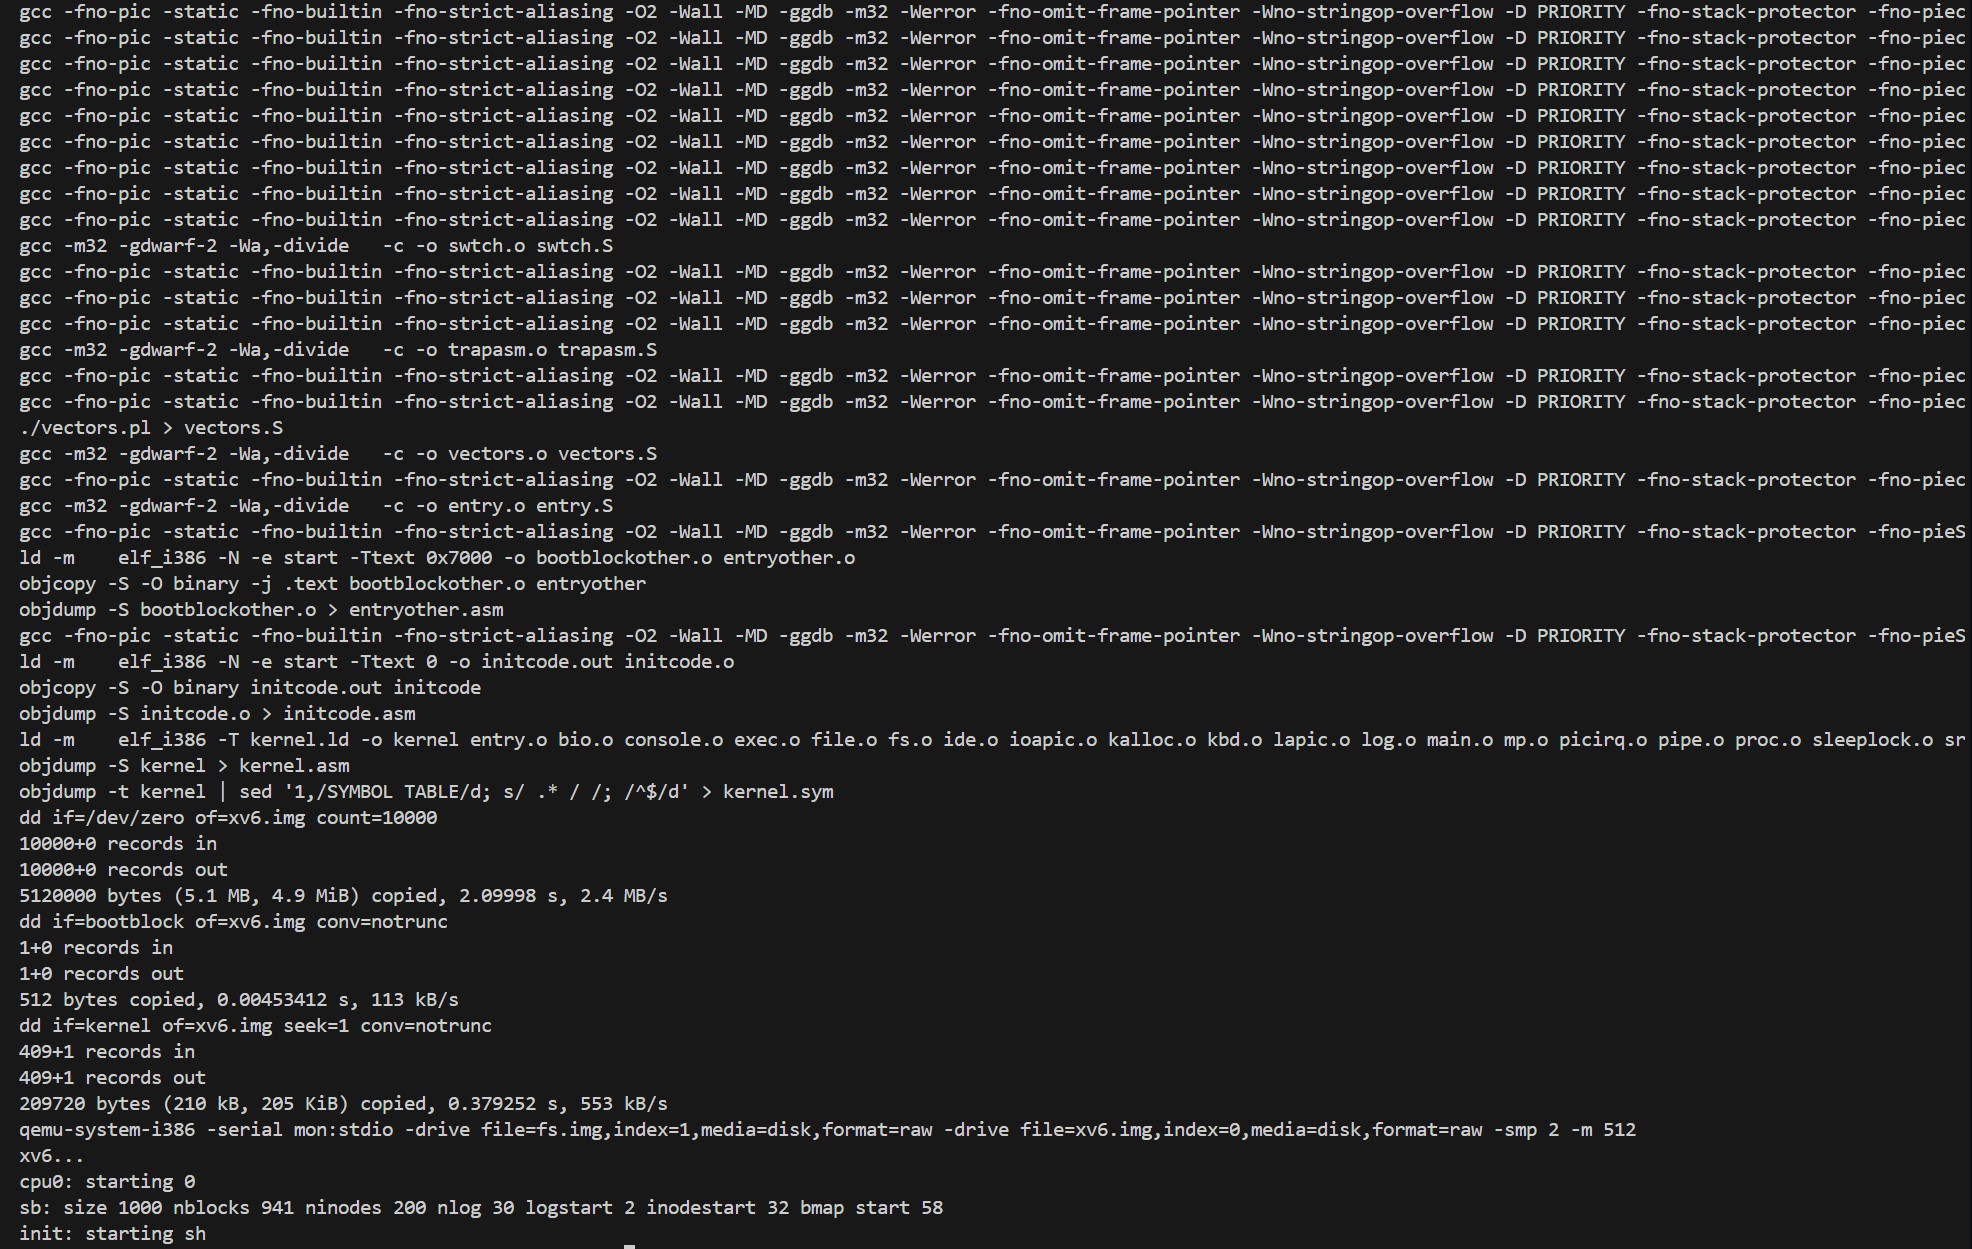 gcc -fno-pic -static -fno-builtin -fno-strict-aliasing -O2 -Wall -MD -ggdb -m32 -Werror -fno-omit-frame-pointer -Wno-stringop-overflow -D PRIORITY -fno-stack-protector -fno-piec
gcc -fno-pic -static -fno-builtin -fno-strict-aliasing -O2 -Wall -MD -ggdb -m32 -Werror -fno-omit-frame-pointer -Wno-stringop-overflow -D PRIORITY -fno-stack-protector -fno-piec
gcc -fno-pic -static -fno-builtin -fno-strict-aliasing -O2 -Wall -MD -ggdb -m32 -Werror -fno-omit-frame-pointer -Wno-stringop-overflow -D PRIORITY -fno-stack-protector -fno-piec
gcc -fno-pic -static -fno-builtin -fno-strict-aliasing -O2 -Wall -MD -ggdb -m32 -Werror -fno-omit-frame-pointer -Wno-stringop-overflow -D PRIORITY -fno-stack-protector -fno-piec
gcc -fno-pic -static -fno-builtin -fno-strict-aliasing -O2 -Wall -MD -ggdb -m32 -Werror -fno-omit-frame-pointer -Wno-stringop-overflow -D PRIORITY -fno-stack-protector -fno-piec
gcc -fno-pic -static -fno-builtin -fno-strict-aliasing -O2 -Wall -MD -ggdb -m32 -Werror -fno-omit-frame-pointer -Wno-stringop-overflow -D PRIORITY -fno-stack-protector -fno-piec
gcc -fno-pic -static -fno-builtin -fno-strict-aliasing -O2 -Wall -MD -ggdb -m32 -Werror -fno-omit-frame-pointer -Wno-stringop-overflow -D PRIORITY -fno-stack-protector -fno-piec
gcc -fno-pic -static -fno-builtin -fno-strict-aliasing -O2 -Wall -MD -ggdb -m32 -Werror -fno-omit-frame-pointer -Wno-stringop-overflow -D PRIORITY -fno-stack-protector -fno-piec
gcc -fno-pic -static -fno-builtin -fno-strict-aliasing -O2 -Wall -MD -ggdb -m32 -Werror -fno-omit-frame-pointer -Wno-stringop-overflow -D PRIORITY -fno-stack-protector -fno-piec
gcc -m32 -gdwarf-2 -Wa,-divide   -c -o swtch.o swtch.S
gcc -fno-pic -static -fno-builtin -fno-strict-aliasing -O2 -Wall -MD -ggdb -m32 -Werror -fno-omit-frame-pointer -Wno-stringop-overflow -D PRIORITY -fno-stack-protector -fno-piec
gcc -fno-pic -static -fno-builtin -fno-strict-aliasing -O2 -Wall -MD -ggdb -m32 -Werror -fno-omit-frame-pointer -Wno-stringop-overflow -D PRIORITY -fno-stack-protector -fno-piec
gcc -fno-pic -static -fno-builtin -fno-strict-aliasing -O2 -Wall -MD -ggdb -m32 -Werror -fno-omit-frame-pointer -Wno-stringop-overflow -D PRIORITY -fno-stack-protector -fno-piec
gcc -m32 -gdwarf-2 -Wa,-divide   -c -o trapasm.o trapasm.S
gcc -fno-pic -static -fno-builtin -fno-strict-aliasing -O2 -Wall -MD -ggdb -m32 -Werror -fno-omit-frame-pointer -Wno-stringop-overflow -D PRIORITY -fno-stack-protector -fno-piec
gcc -fno-pic -static -fno-builtin -fno-strict-aliasing -O2 -Wall -MD -ggdb -m32 -Werror -fno-omit-frame-pointer -Wno-stringop-overflow -D PRIORITY -fno-stack-protector -fno-piec
./vectors.pl > vectors.S
gcc -m32 -gdwarf-2 -Wa,-divide   -c -o vectors.o vectors.S
gcc -fno-pic -static -fno-builtin -fno-strict-aliasing -O2 -Wall -MD -ggdb -m32 -Werror -fno-omit-frame-pointer -Wno-stringop-overflow -D PRIORITY -fno-stack-protector -fno-piec
gcc -m32 -gdwarf-2 -Wa,-divide   -c -o entry.o entry.S
gcc -fno-pic -static -fno-builtin -fno-strict-aliasing -O2 -Wall -MD -ggdb -m32 -Werror -fno-omit-frame-pointer -Wno-stringop-overflow -D PRIORITY -fno-stack-protector -fno-pieS
ld -m    elf_i386 -N -e start -Ttext 0x7000 -o bootblockother.o entryother.o
objcopy -S -O binary -j .text bootblockother.o entryother
objdump -S bootblockother.o > entryother.asm
gcc -fno-pic -static -fno-builtin -fno-strict-aliasing -O2 -Wall -MD -ggdb -m32 -Werror -fno-omit-frame-pointer -Wno-stringop-overflow -D PRIORITY -fno-stack-protector -fno-pieS
ld -m    elf_i386 -N -e start -Ttext 0 -o initcode.out initcode.o
objcopy -S -O binary initcode.out initcode
objdump -S initcode.o > initcode.asm
ld -m    elf_i386 -T kernel.ld -o kernel entry.o bio.o console.o exec.o file.o fs.o ide.o ioapic.o kalloc.o kbd.o lapic.o log.o main.o mp.o picirq.o pipe.o proc.o sleeplock.o sr
objdump -S kernel > kernel.asm
objdump -t kernel | sed '1,/SYMBOL TABLE/d; s/ .* / /; /^$/d' > kernel.sym
dd if=/dev/zero of=xv6.img count=10000
10000+0 records in
10000+0 records out
5120000 bytes (5.1 MB, 4.9 MiB) copied, 2.09998 s, 2.4 MB/s
dd if=bootblock of=xv6.img conv=notrunc
1+0 records in
1+0 records out
512 bytes copied, 0.00453412 s, 113 kB/s
dd if=kernel of=xv6.img seek=1 conv=notrunc
409+1 records in
409+1 records out
209720 bytes (210 kB, 205 KiB) copied, 0.379252 s, 553 kB/s
qemu-system-i386 -serial mon:stdio -drive file=fs.img,index=1,media=disk,format=raw -drive file=xv6.img,index=0,media=disk,format=raw -smp 2 -m 512
xv6...
cpu0: starting 0
sb: size 1000 nblocks 941 ninodes 200 nlog 30 logstart 2 inodestart 32 bmap start 58
init: starting sh